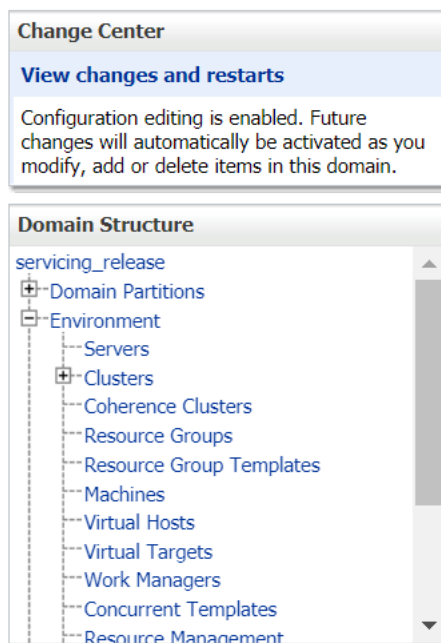 Change Center
View changes and restarts
Configuration editing is enabled. Future
changes will automatically be activated as you
modify, add or delete items in this domain.
Domain Structure
servicing_release
Domain Partitions
Environment
Servers
Clusters
Coherence Clusters
Resource Groups
Resource Group Templates
Machines
Virtual Hosts
Virtual Targets
Work Managers
Concurrent Templates
Resource Management